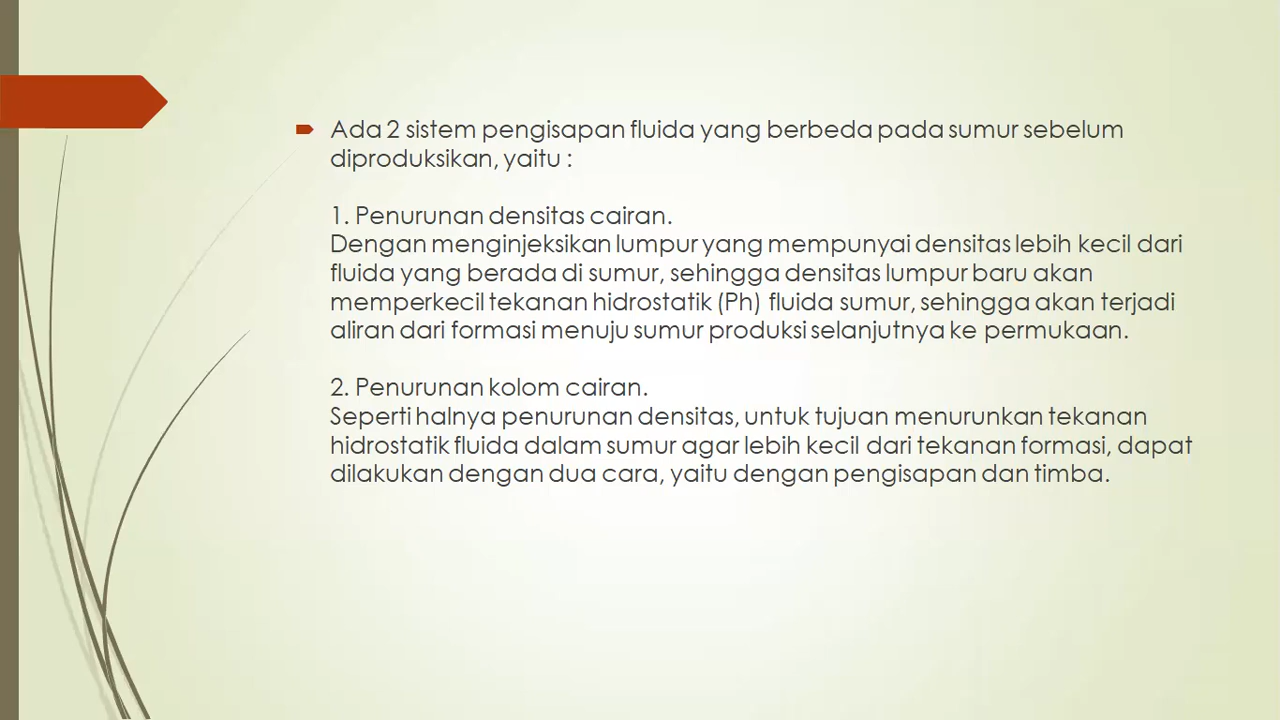 Ada 2 sistem pengisapan fluida yang berbeda pada sumur sebelum
diproduksikan, yaitu :
1. Penurunan densitas cairan.
Dengan menginjeksikan lumpur yang mempunyai densitas lebih kecil dari
fluida yang berada di sumur, sehingga densitas lumpur baru akan
memperkecil tekanan hidrostatik (Ph) fluida sumur, sehingga akan terjadi
aliran dari formasi menuju sumur produksi selanjutnya ke permukaan.
2. Penurunan kolom cairan.
Seperti halnya penurunan densitas, untuk tujuan menurunkan tekanan
hidrostatik fluida dalam sumur agar lebih kecil dari tekanan formasi, dapat
dilakukan dengan dua cara, yaitu dengan pengisapan dan timba.